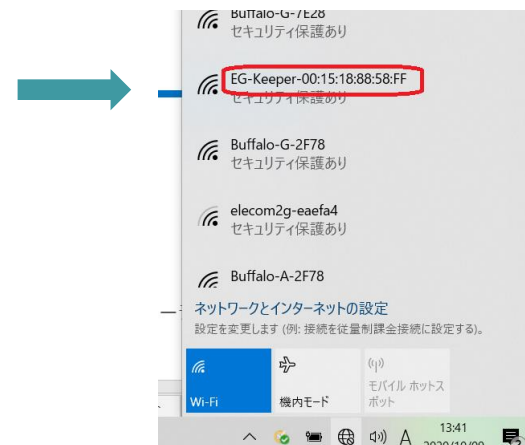 Buffalo-G-7E28
セキュリティ保護あり
EG-Keeper-00:15:18:88:58:FF
セキュリティ保護あり
Buffalo-G-2F78
セキュリティ保護あり
elecom2g-eaefa4
セキュリティ保護あり
Buffalo-A-2F78
ネットワークとインターネットの設定
設定を変更します (例: 接続を従量制課金接続に設定する)。
Wi-Fi
機内モード
モバイル ホットス
ポット
A
13:41
2020/10/09